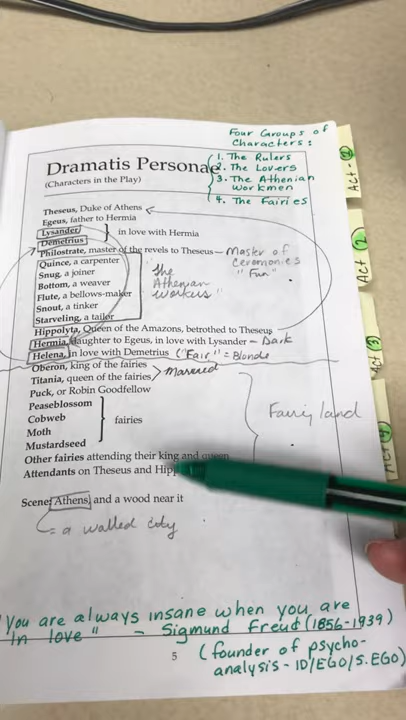 Four Groups of
Characters:
Dramatis Personae
(Characters in the Play)
1. The Rulers
2. The Lovers
3. The Athenian
workmen
4. The Fairies
Act - 1
Act 2
Act 3
Theseus, Duke of Athens
Egeus, father to Hermia
Lysander
Demetrius
in love with Hermia
Philostrate, master of the revels to Theseus - Master of
Ceremonies
"Fun"
Quince, a carpenter
Snug, a joiner
Bottom, a weaver
Flute, a bellows-maker
Snout, a tinker
Starveling, a tailor
"the
Athenian
workers"
Hippolyta, Queen of the Amazons, betrothed to Theseus
Hermia, daughter to Egeus, in love with Lysander - Dark
Helena, in love with Demetrius ("Fair" = Blonde
Oberon, king of the fairies
Titania, queen of the fairies
Married
Puck, or Robin Goodfellow
Peaseblossom
Cobweb
Moth
Mustardseed
fairies
Fairy land
Other fairies attending their king and queen
Attendants on Theseus and Hipp
Scene: Athens, and a wood near it
= a walled city
"You are always insane when you are
in love" - Sigmund Freud (1856-1939)
(founder of psycho-
analysis - ID/EGO/S.EGO)
5